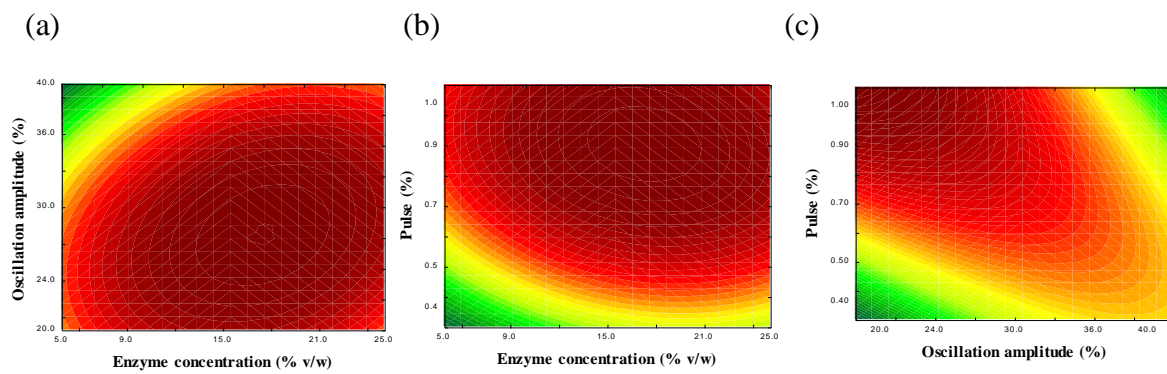 (a)
(b)
(c)
40.0
36.0
30.0
24.0
20.0
Oscillation amplitude (%)
5.0 9.0 15.0 21.0 25.0
Enzyme concentration (% v/w)
1.0
0.9
0.7
0.5
0.4
Pulse (%)
5.0 9.0 15.0 21.0 25.0
Enzyme concentration (% v/w)
1.00
0.90
0.70
0.50
0.40
Pulse (%)
20.0 24.0 30.0 36.0 40.0
Oscillation amplitude (%)